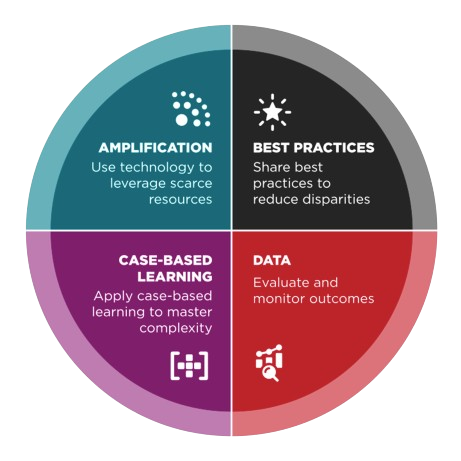 AMPLIFICATION
Use technology to
leverage scarce
resources
BEST PRACTICES
Share best
practices to
reduce disparities
CASE-BASED
LEARNING
Apply case-based
learning to master
complexity
DATA
Evaluate and
monitor outcomes